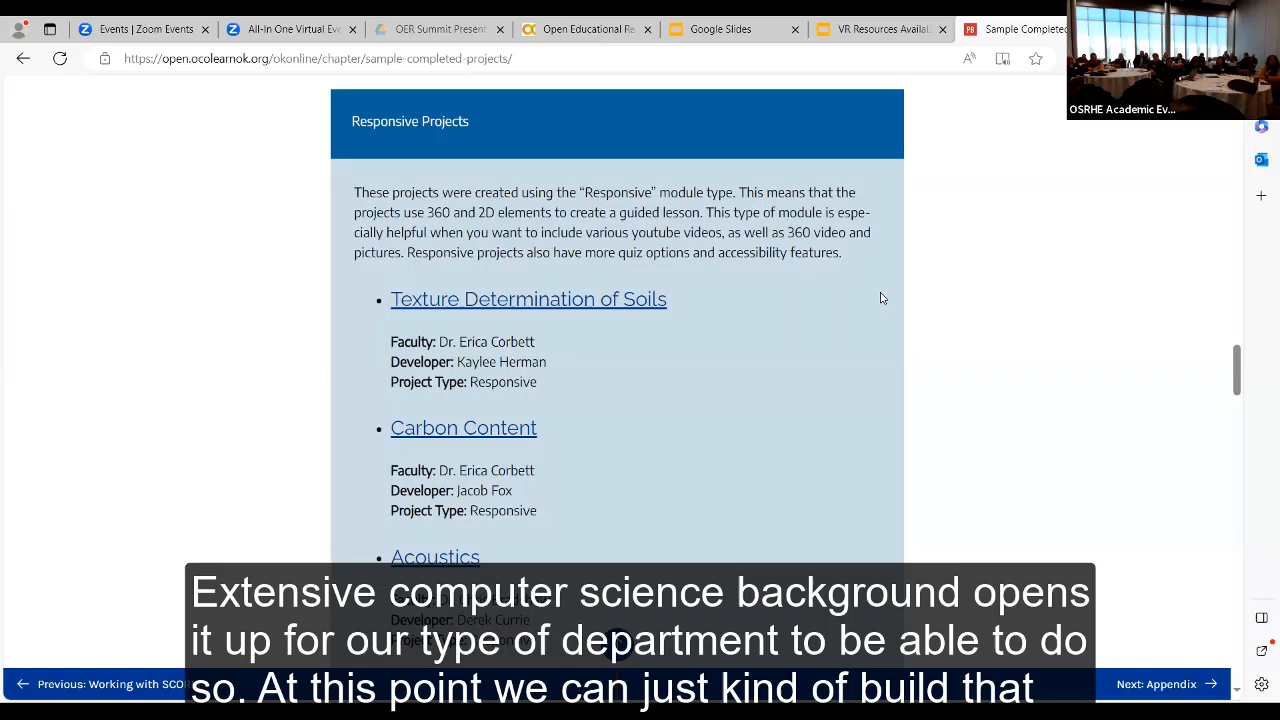 Events | Zoom Events
All-In-One Virtual Eve
OER Summit Present
Open Educational Re
Google Slides
VR Resources Availa
Sample Complete
https://open.ocolearnok.org/okonline/chapter/sample-completed-projects/
OSRHE Academic Ev...
Responsive Projects
These projects were created using the “Responsive” module type. This means that the
projects use 360 and 2D elements to create a guided lesson. This type of module is espe-
cially helpful when you want to include various youtube videos, as well as 360 video and
pictures. Responsive projects also have more quiz options and accessibility features.
• Texture Determination of Soils
Faculty: Dr. Erica Corbett
Developer: Kaylee Herman
Project Type: Responsive
• Carbon Content
Faculty: Dr. Erica Corbett
Developer: Jacob Fox
Project Type: Responsive
• Acoustics
Developer: Derek Currie
Extensive computer science background opens
it up for our type of department to be able to do
so. At this point we can just kind of build that
← Previous: Working with SCOR
Next: Appendix →